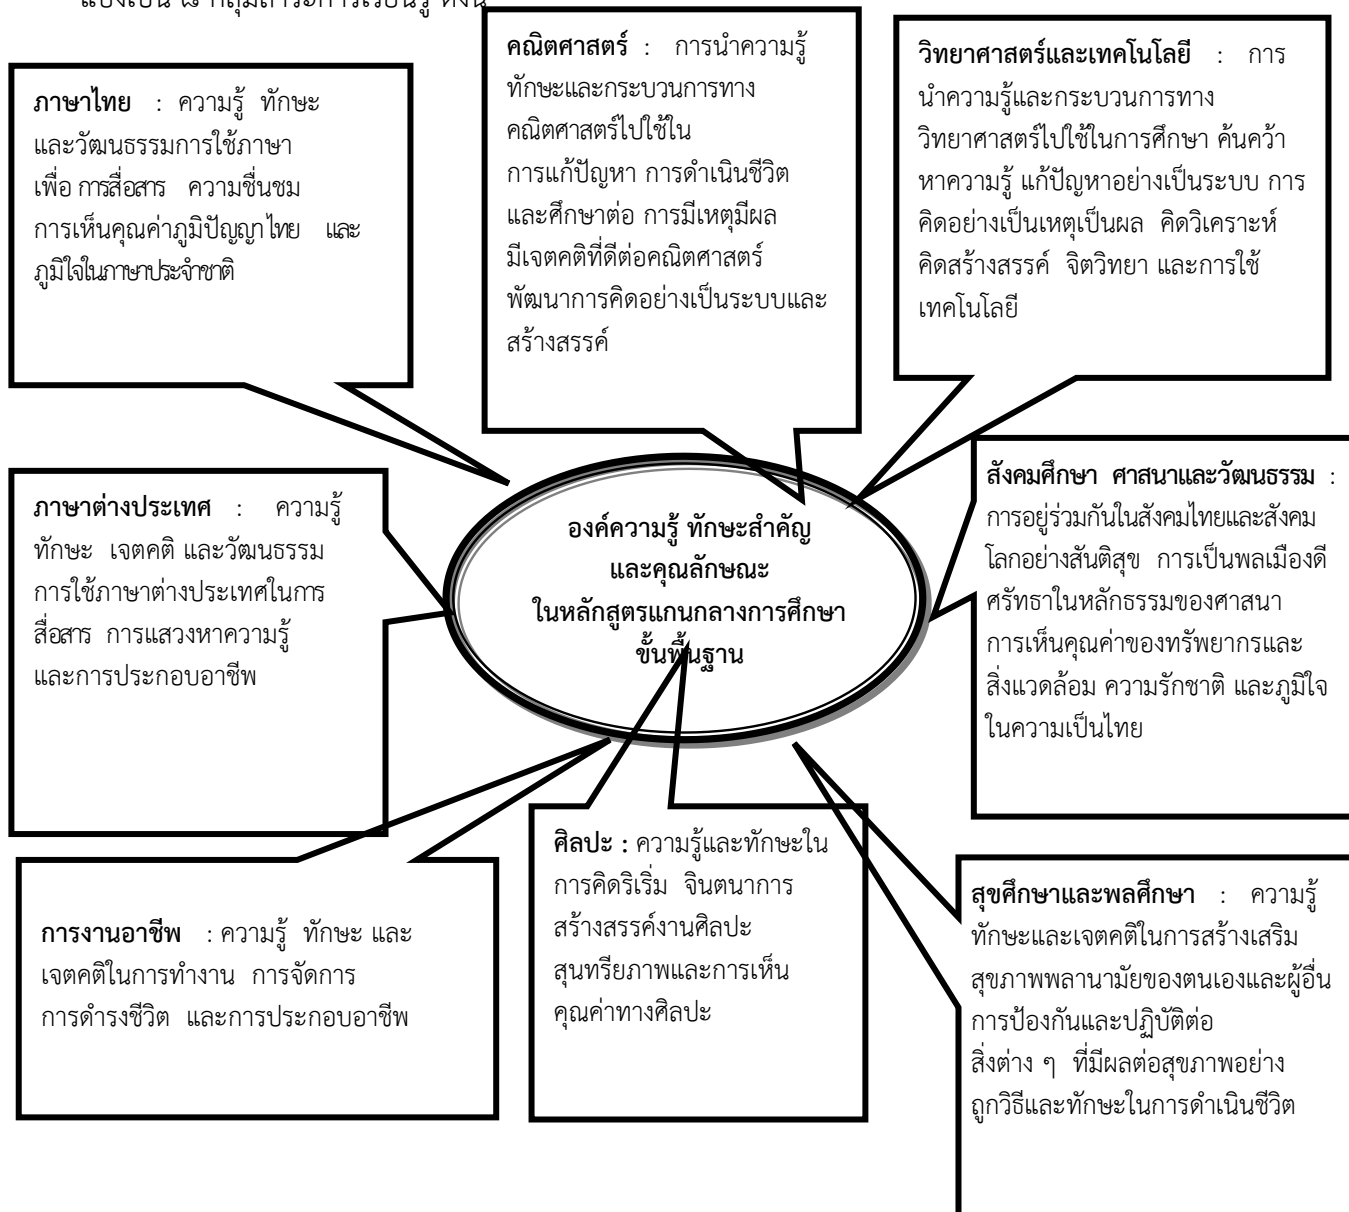 แบ่งเป็น ๘ กลุ่มสาระการเรียนรู้ ดังนี้
ภาษาไทย : ความรู้ ทักษะ
และวัฒนธรรมการใช้ภาษา
เพื่อ การสื่อสาร ความชื่นชม
การเห็นคุณค่าภูมิปัญญาไทย และ
ภูมิใจในภาษาประจำชาติ
คณิตศาสตร์ : การนำความรู้
ทักษะและกระบวนการทาง
คณิตศาสตร์ไปใช้ใน
การแก้ปัญหา การดำเนินชีวิต
และศึกษาต่อ การมีเหตุมีผล
มีเจตคติที่ดีต่อคณิตศาสตร์
พัฒนาการคิดอย่างเป็นระบบและ
สร้างสรรค์
วิทยาศาสตร์และเทคโนโลยี : การ
นำความรู้และกระบวนการทาง
วิทยาศาสตร์ไปใช้ในการศึกษา ค้นคว้า
หาความรู้ แก้ปัญหาอย่างเป็นระบบ การ
คิดอย่างเป็นเหตุเป็นผล คิดวิเคราะห์
คิดสร้างสรรค์ จิตวิทยา และการใช้
เทคโนโลยี
ภาษาต่างประเทศ : ความรู้
ทักษะ เจตคติ และวัฒนธรรม
การใช้ภาษาต่างประเทศในการ
สื่อสาร การแสวงหาความรู้
และการประกอบอาชีพ
องค์ความรู้ ทักษะสำคัญ
และคุณลักษณะ
ในหลักสูตรแกนกลางการศึกษา
ขั้นพื้นฐาน
สังคมศึกษา ศาสนาและวัฒนธรรม :
การอยู่ร่วมกันในสังคมไทยและสังคม
โลกอย่างสันติสุข การเป็นพลเมืองดี
ศรัทธาในหลักธรรมของศาสนา
การเห็นคุณค่าของทรัพยากรและ
สิ่งแวดล้อม ความรักชาติ และภูมิใจ
ในความเป็นไทย
การงานอาชีพ : ความรู้ ทักษะ และ
เจตคติในการทำงาน การจัดการ
การดำรงชีวิต และการประกอบอาชีพ
ศิลปะ : ความรู้และทักษะใน
การคิดริเริ่ม จินตนาการ
สร้างสรรค์งานศิลปะ
สุนทรียภาพและการเห็น
คุณค่าทางศิลปะ
สุขศึกษาและพลศึกษา : ความรู้
ทักษะและเจตคติในการสร้างเสริม
สุขภาพพลานามัยของตนเองและผู้อื่น
การป้องกันและปฏิบัติต่อ
สิ่งต่าง ๆ ที่มีผลต่อสุขภาพอย่าง
ถูกวิธีและทักษะในการดำเนินชีวิต